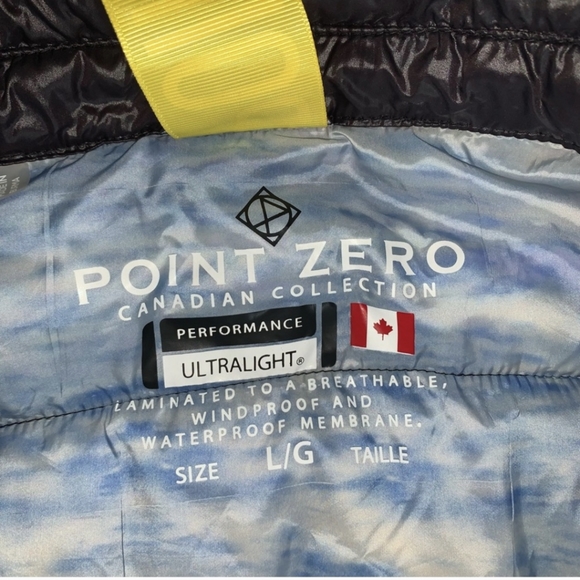 POINT ZERO
CANADIAN COLLECTION
PERFORMANCE
ULTRALIGHT®
LAMINATED TO A BREATHABLE,
WINDPROOF AND
WATERPROOF MEMBRANE.
SIZE L/G TAILLE